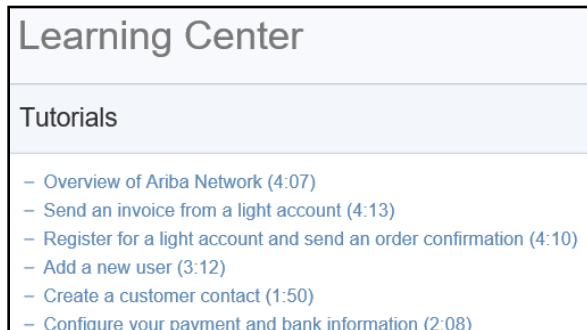 Learning Center
Tutorials
– Overview of Ariba Network (4:07)
– Send an invoice from a light account (4:13)
– Register for a light account and send an order confirmation (4:10)
– Add a new user (3:12)
– Create a customer contact (1:50)
– Configure your payment and bank information (2:08)